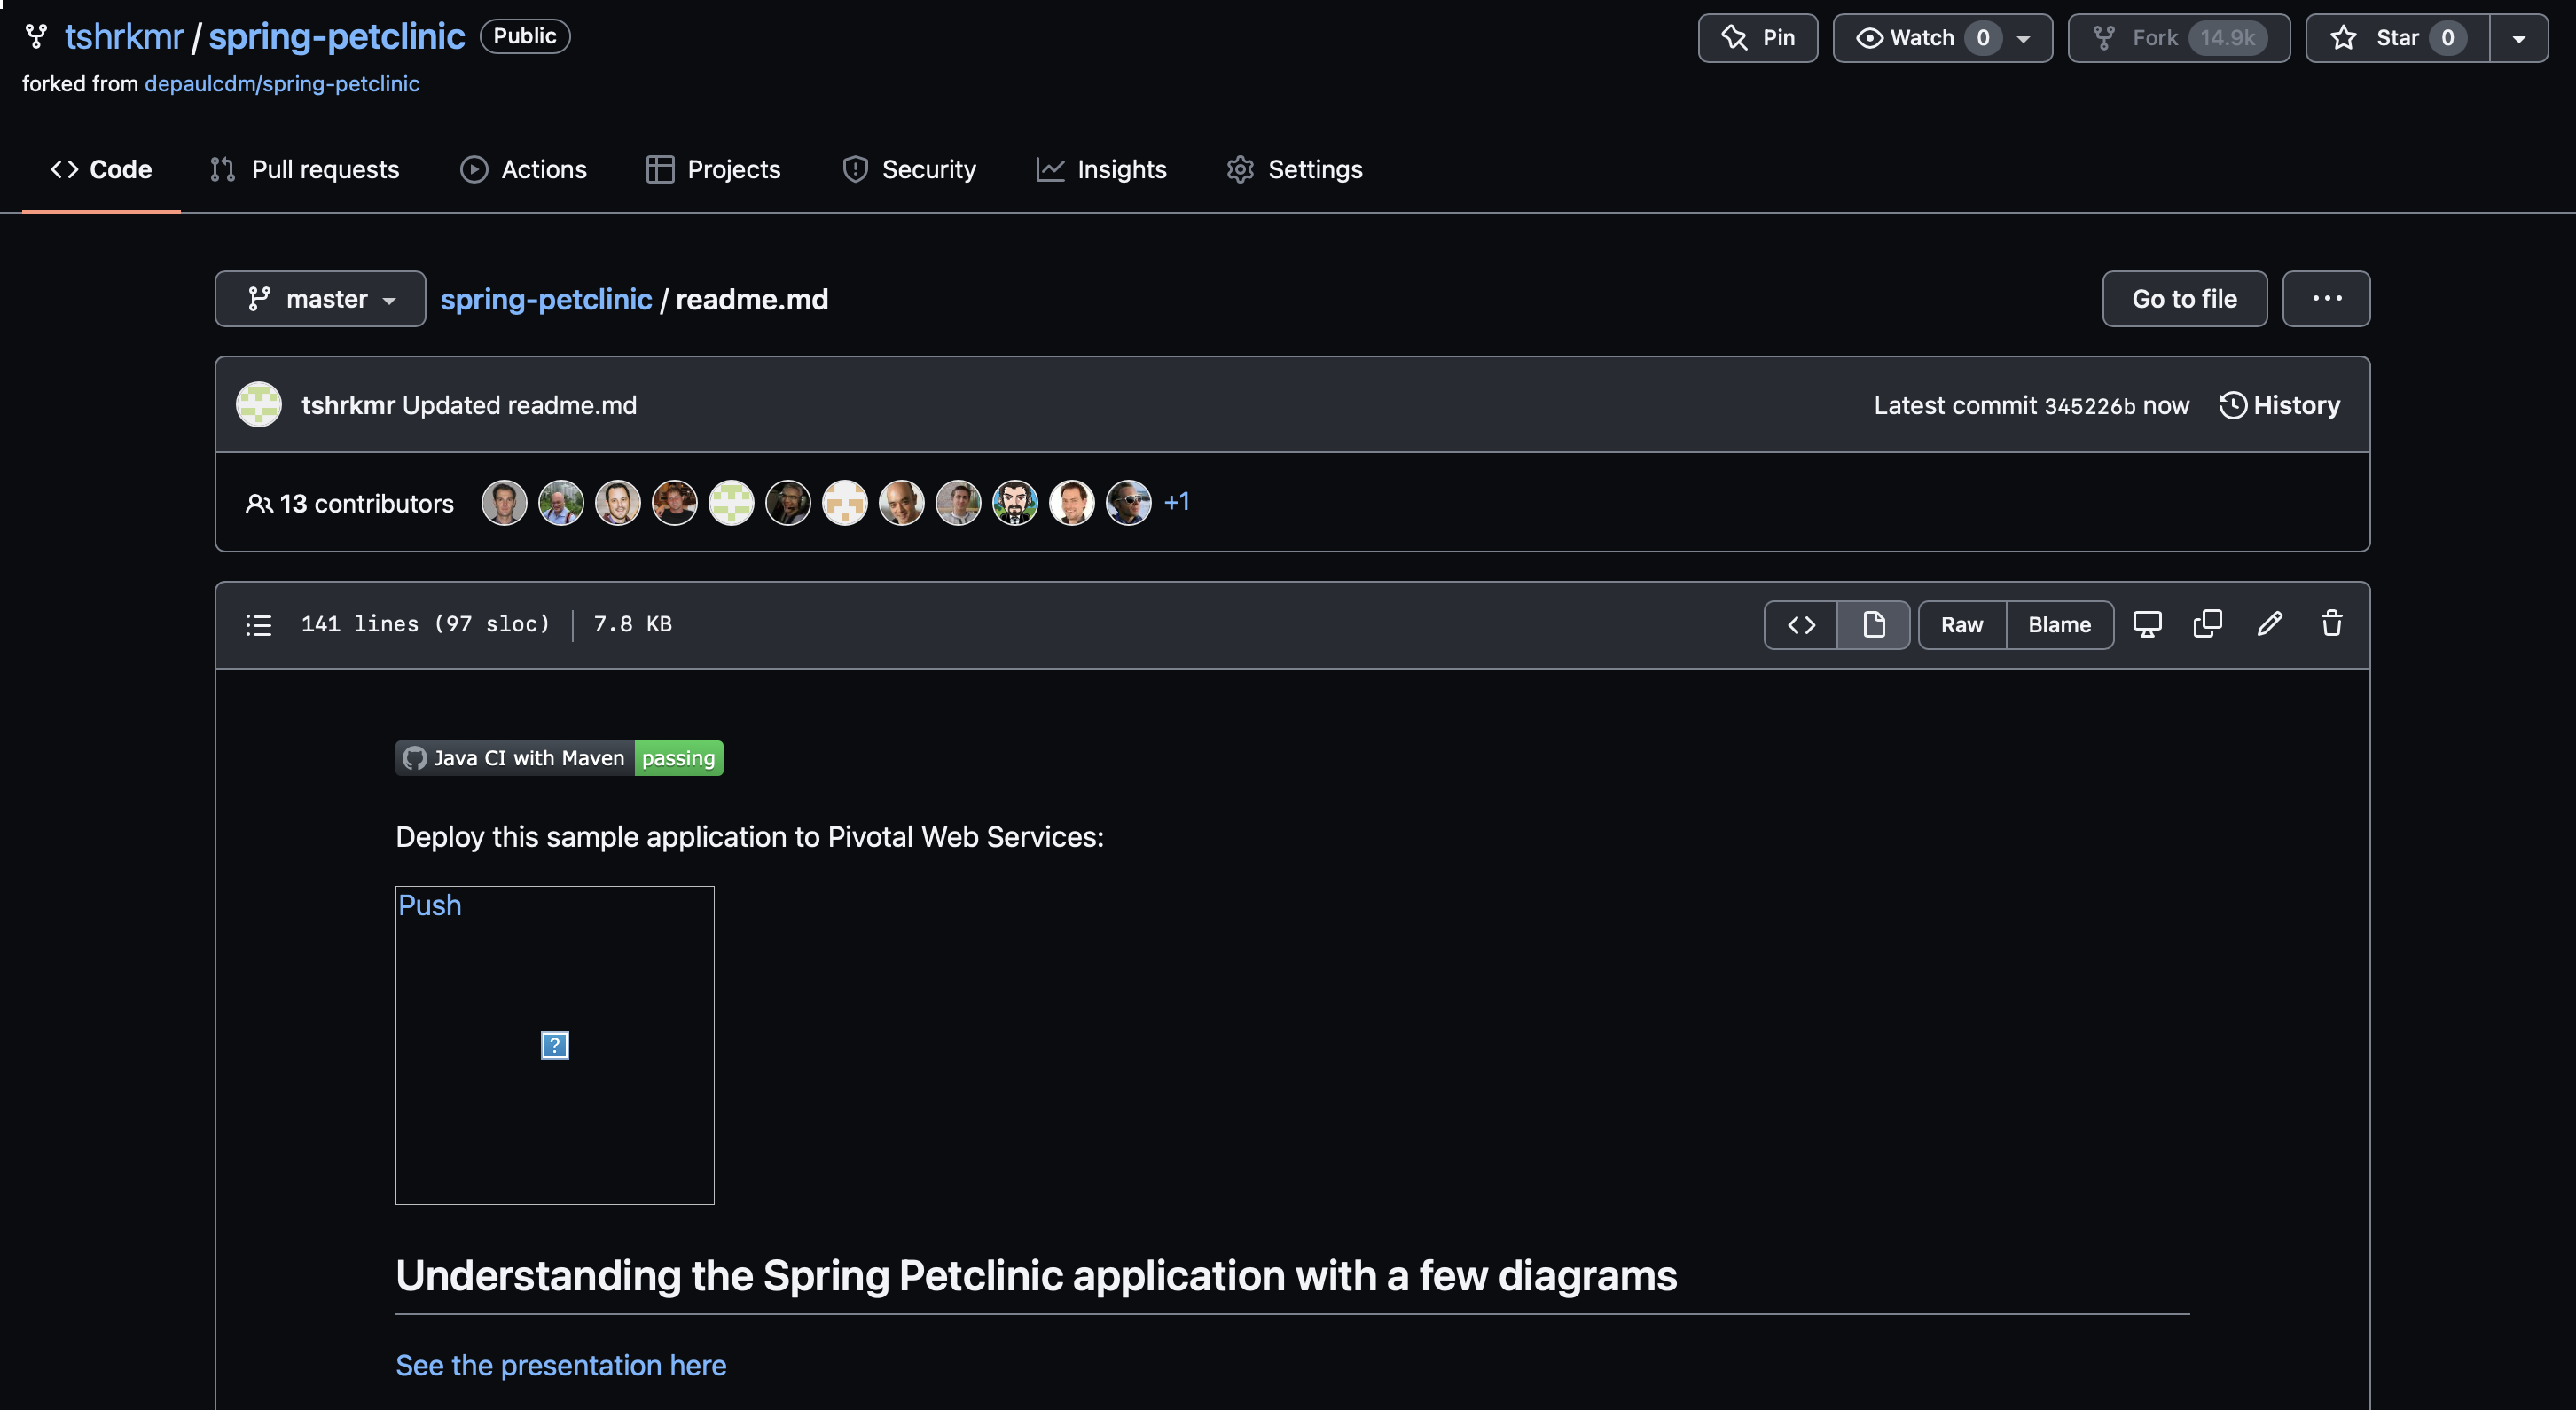 tshrkmr / spring-petclinic Public
Pin Watch 0 Fork 14.9k Star 0
forked from depaulcdm/spring-petclinic
Code Pull requests Actions Projects Security Insights Settings
master spring-petclinic / readme.md Go to file ...
tshrkmr Updated readme.md Latest commit 345226b now History
13 contributors +1
141 lines (97 sloc) 7.8 KB <> Raw Blame
Java CI with Maven passing
Deploy this sample application to Pivotal Web Services:
Push
?
Understanding the Spring Petclinic application with a few diagrams
See the presentation here